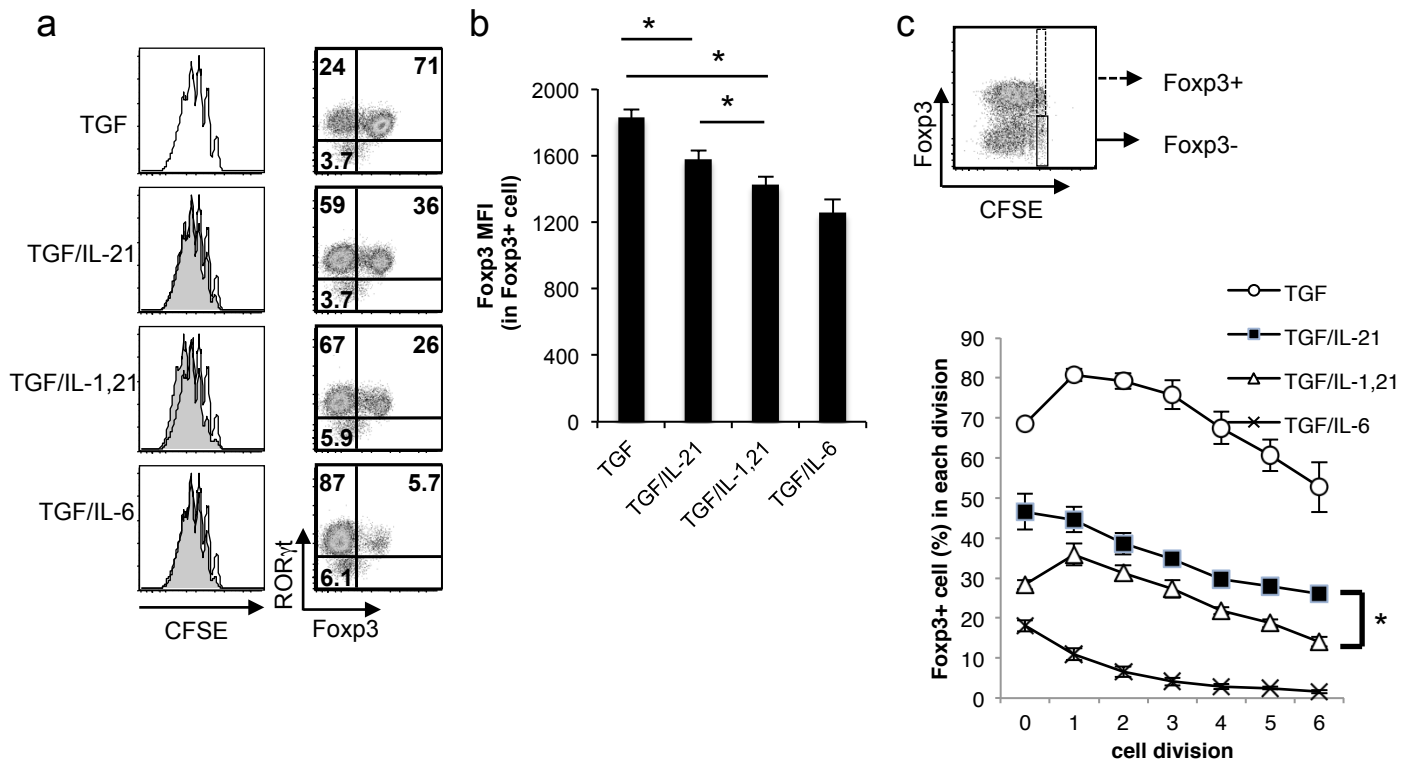 a
TGF
24 71
3.7
TGF/IL-21
59 36
3.7
TGF/IL-1,21
67 26
5.9
TGF/IL-6
87 5.7
6.1
CFSE
RORγt
Foxp3
b
*
*
*
2000
1600
1200
800
400
0
Foxp3 MFI
(in Foxp3+ cell)
TGF
TGF/IL-21
TGF/IL-1,21
TGF/IL-6
c
Foxp3
CFSE
Foxp3+
Foxp3-
TGF
TGF/IL-21
TGF/IL-1,21
TGF/IL-6
90
80
70
60
50
40
30
20
10
0
Foxp3+ cell (%) in each division
*
0 1 2 3 4 5 6
cell division